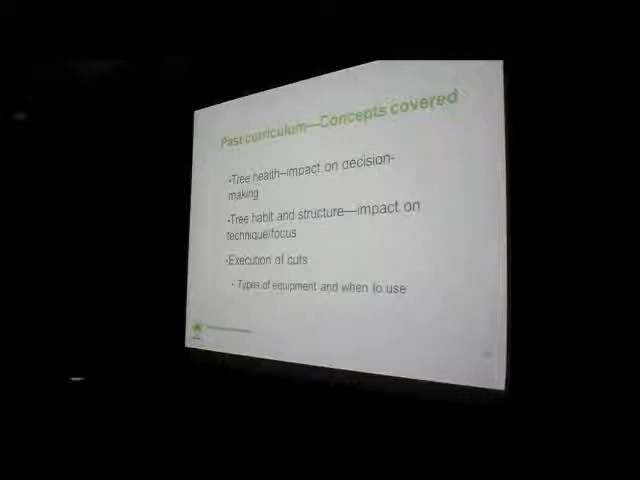 Past curriculum—Concepts covered
•Tree health–impact on decision-
making
•Tree habit and structure—impact on
technique/focus
•Execution of cuts
• Types of equipment and when to use